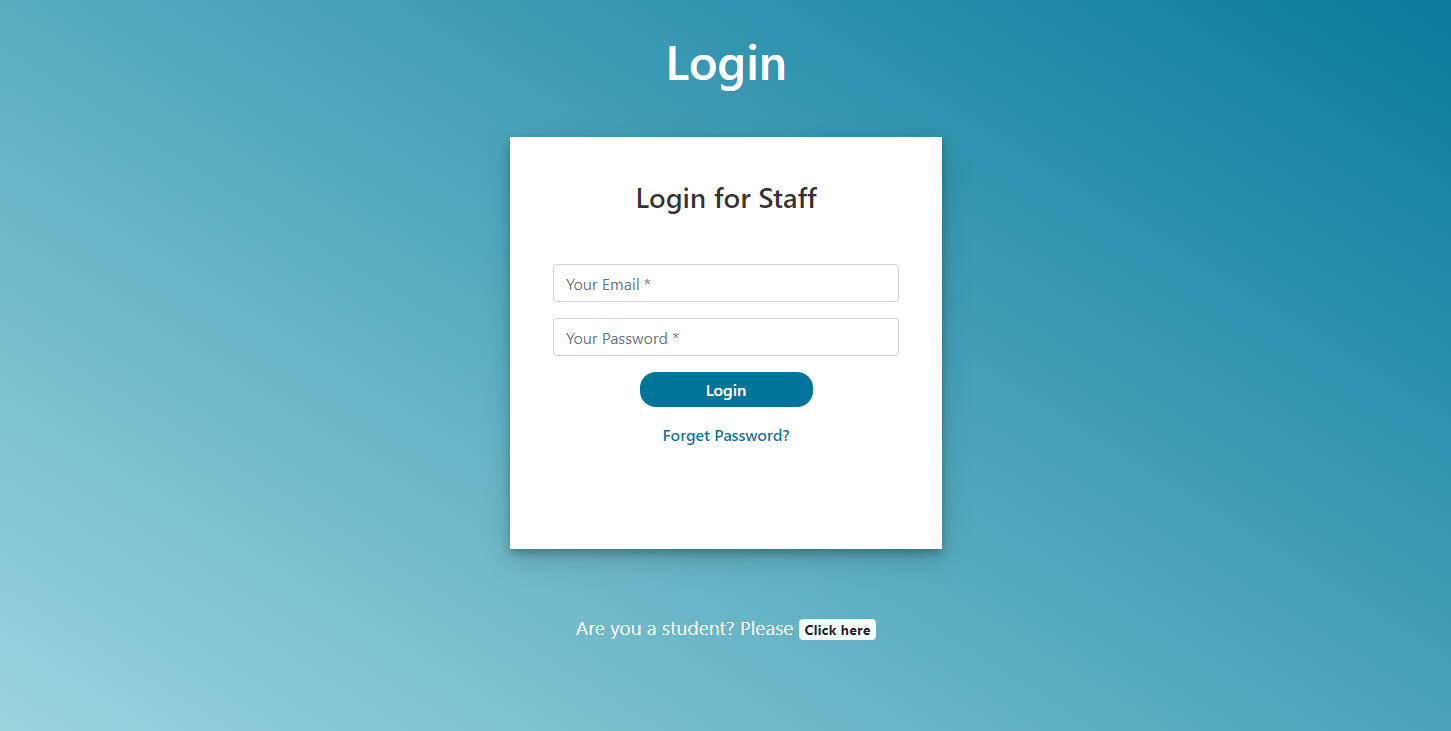 Login
Login for Staff
Your Email *
Your Password *
Login
Forget Password?
Are you a student? Please Click here